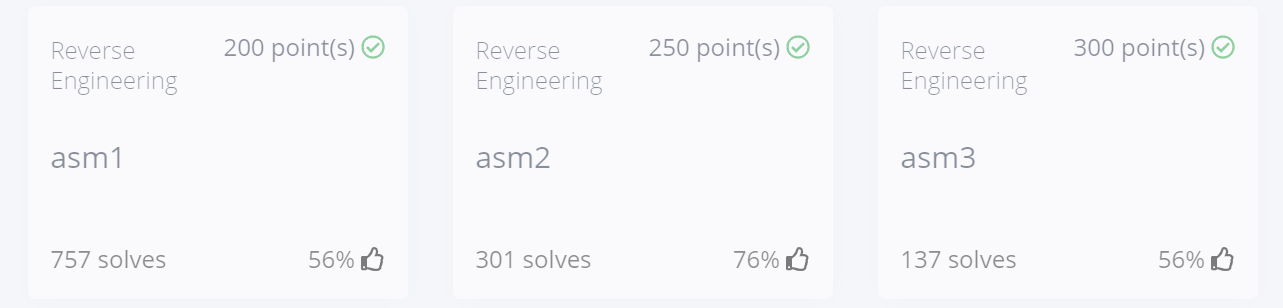 Reverse
Engineering
200 point(s)
asm1
757 solves
56%
Reverse
Engineering
250 point(s)
asm2
301 solves
76%
Reverse
Engineering
300 point(s)
asm3
137 solves
56%